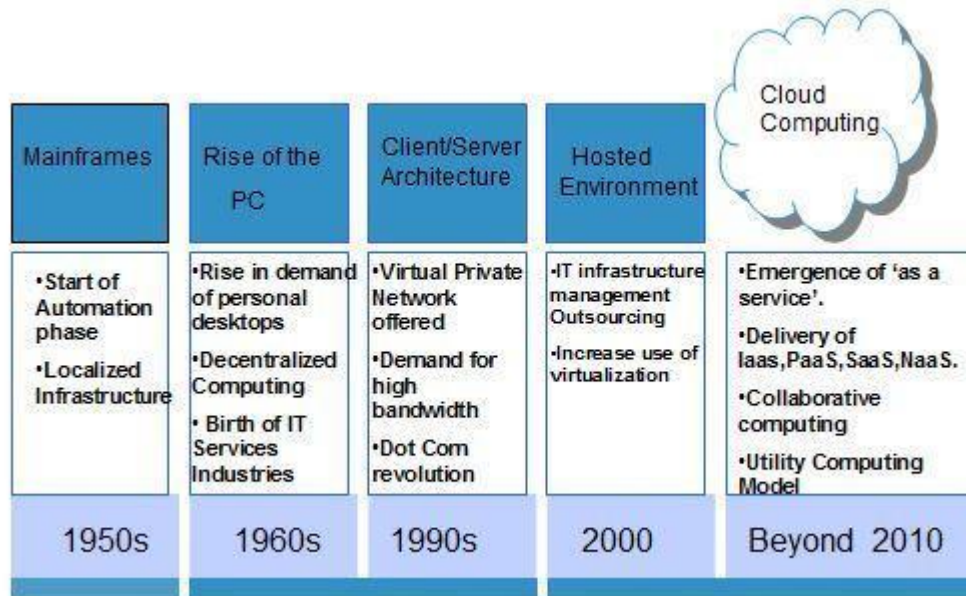 Mainframes
•Start of
Automation
phase
•Localized
Infrastructure
1950s
Rise of the
PC
•Rise in demand
of personal
desktops
•Decentralized
Computing
• Birth of IT
Services
Industries
1960s
Client/Server
Architecture
•Virtual Private
Network
offered
•Demand for
high
bandwidth
•Dot Com
revolution
1990s
Hosted
Environment
•IT infrastructure
management
Outsourcing
•Increase use of
virtualization
2000
Cloud
Computing
•Emergence of ‘as a
service’.
•Delivery of
Iaas,PaaS,SaaS,NaaS.
•Collaborative
computing
•Utility Computing
Model
Beyond 2010